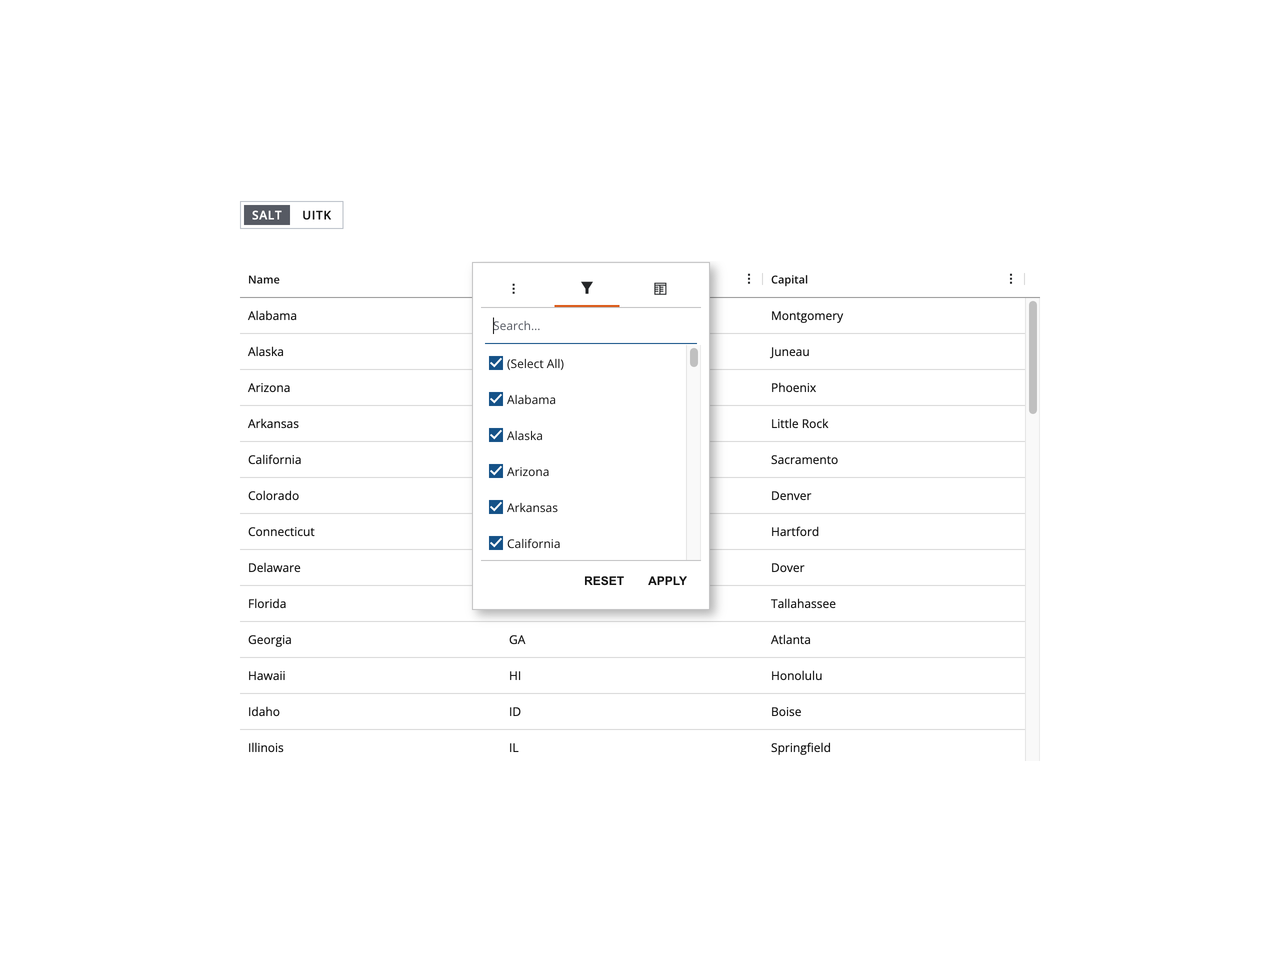 SALT UITK
Name Capital
Search...
Alabama Montgomery
(Select All)
Alaska Juneau
Alabama
Arizona Phoenix
Alaska
Arkansas Little Rock
California Sacramento
Arizona
Colorado Denver
Arkansas
Connecticut Hartford
California
Delaware Dover
RESET APPLY
Florida Tallahassee
Georgia GA Atlanta
Hawaii HI Honolulu
Idaho ID Boise
Illinois IL Springfield